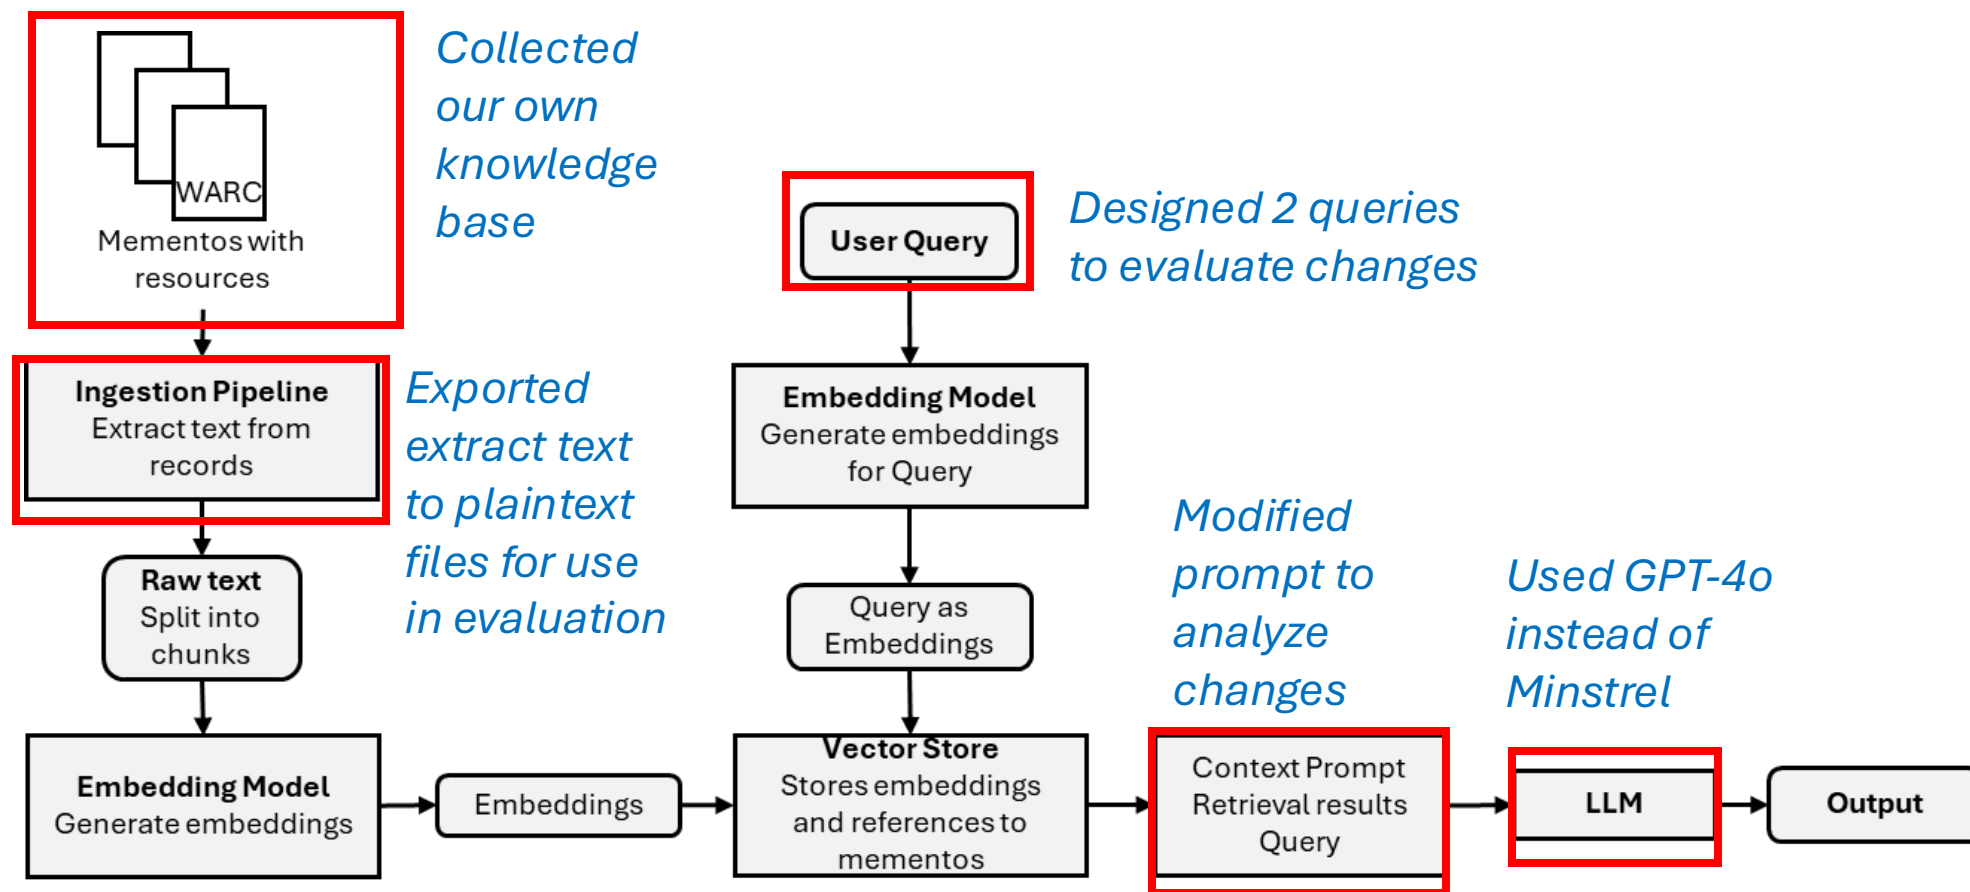 WARC
Mementos with
resources
Collected
our own
knowledge
base
Ingestion Pipeline
Extract text from
records
Exported
extract text
to plaintext
files for use
in evaluation
Raw text
Split into
chunks
Embedding Model
Generate embeddings
Embeddings
User Query
Designed 2 queries
to evaluate changes
Embedding Model
Generate embeddings
for Query
Query as
Embeddings
Vector Store
Stores embeddings
and references to
mementos
Modified
prompt to
analyze
changes
Context Prompt
Retrieval results
Query
Used GPT-4o
instead of
Minstrel
LLM
Output